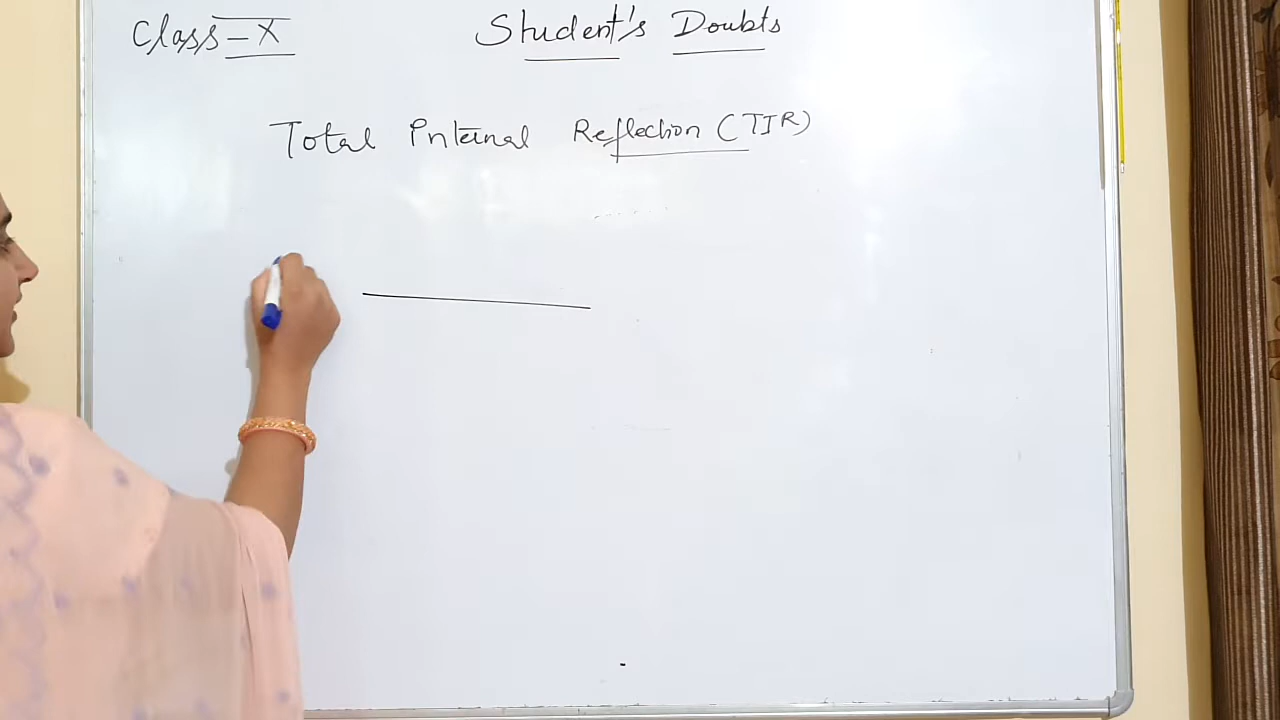 Class-X
Student's Doubts
Total Internal Reflection (TIR)